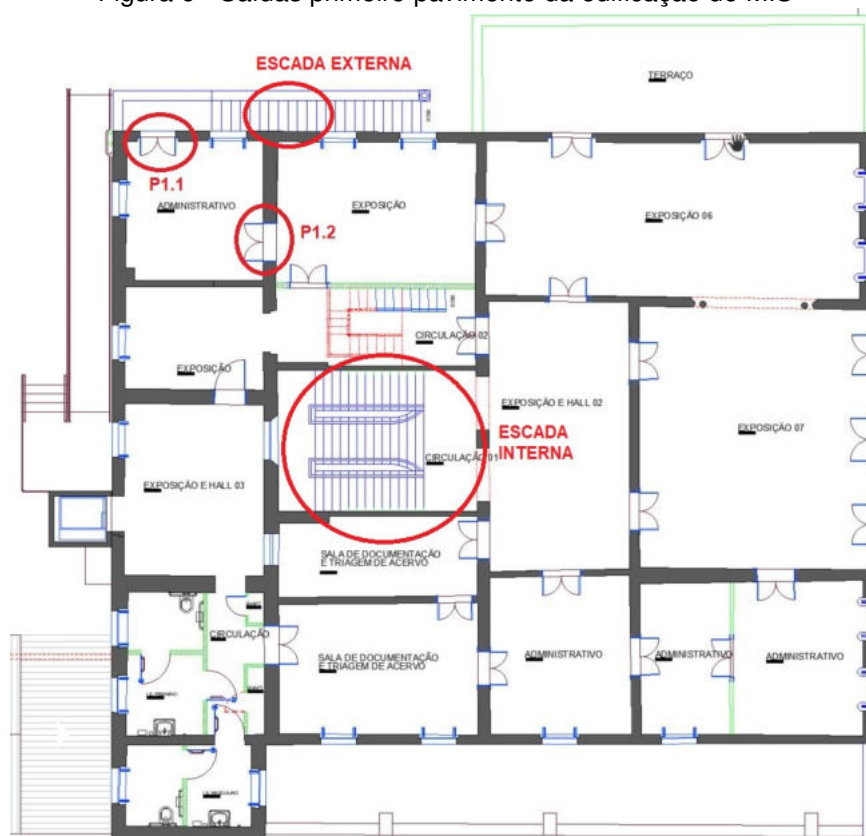 Figura 6 - Saídas primeiro pavimento da edificação do MIS
ESCADA EXTERNA
TERRAÇO
P1.1
ADMINISTRATIVO
EXPOSIÇÃO
P1.2
EXPOSIÇÃO 06
CIRCULAÇÃO 02
EXPOSIÇÃO
EXPOSIÇÃO E HALL 02
EXPOSIÇÃO 07
ESCADA
INTERNA
CIRCULAÇÃO 01
EXPOSIÇÃO E HALL 03
SALA DE DOCUMENTAÇÃO
E TRIAGEM DE ACERVO
CIRCULAÇÃO
SALA DE DOCUMENTAÇÃO
E TRIAGEM DE ACERVO
ADMINISTRATIVO
ADMINISTRATIVO
ADMINISTRATIVO